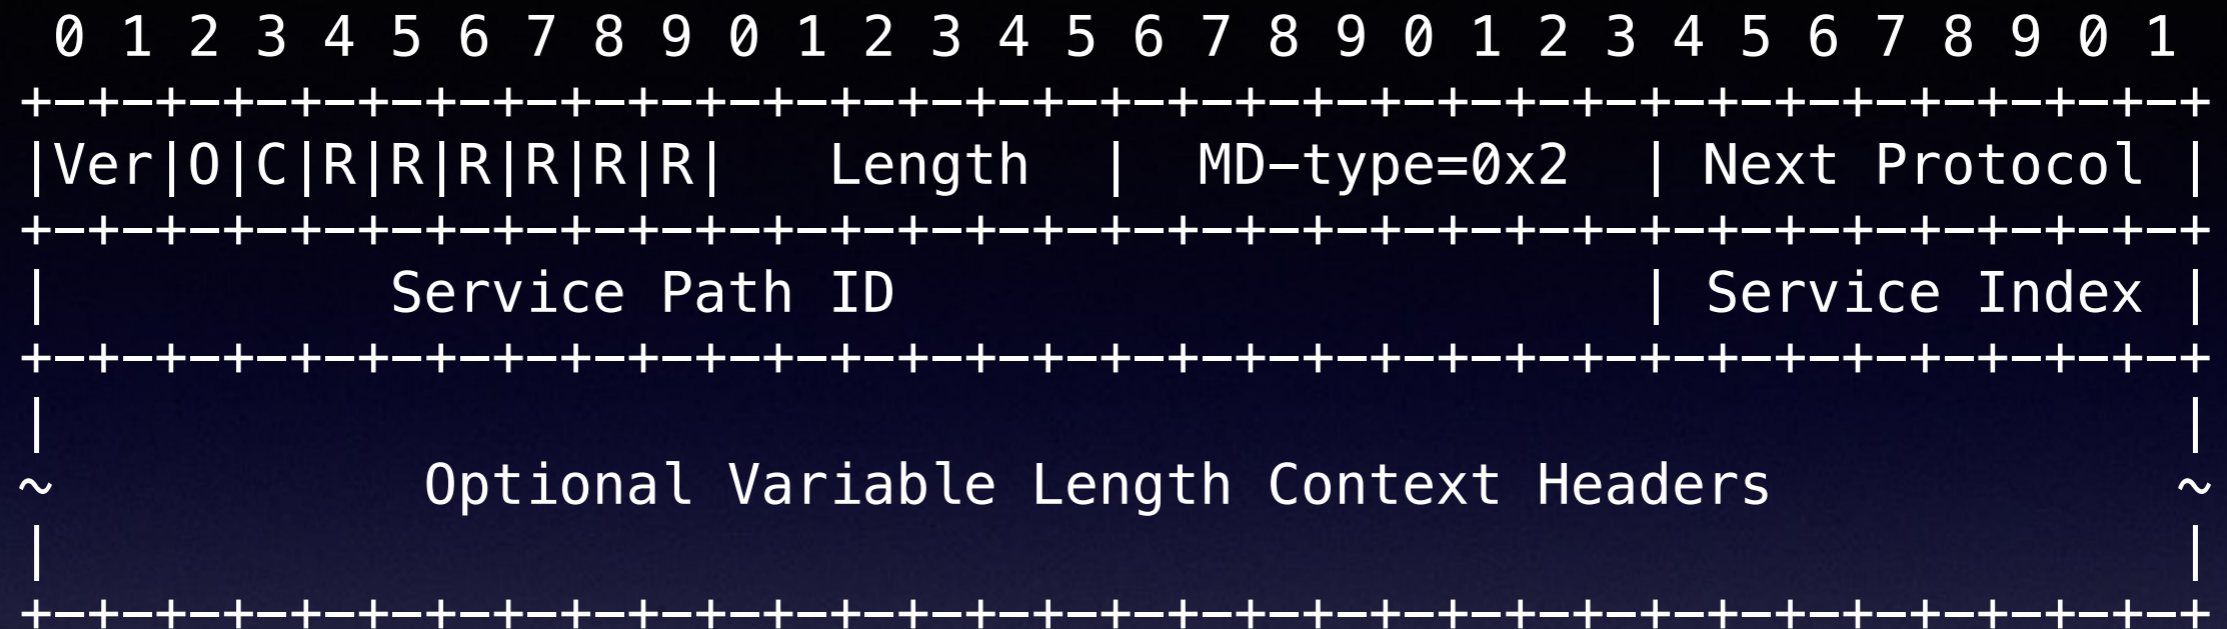 0 1 2 3 4 5 6 7 8 9 0 1 2 3 4 5 6 7 8 9 0 1 2 3 4 5 6 7 8 9 0 1
+-+-+-+-+-+-+-+-+-+-+-+-+-+-+-+-+-+-+-+-+-+-+-+-+-+-+-+-+-+-+-+-+
|Ver|O|C|R|R|R|R|R|R|   Length  |  MD-type=0x2  | Next Protocol |
+-+-+-+-+-+-+-+-+-+-+-+-+-+-+-+-+-+-+-+-+-+-+-+-+-+-+-+-+-+-+-+-+
|          Service Path ID                      | Service Index |
+-+-+-+-+-+-+-+-+-+-+-+-+-+-+-+-+-+-+-+-+-+-+-+-+-+-+-+-+-+-+-+-+
|                                                               |
~           Optional Variable Length Context Headers            ~
|                                                               |
+-+-+-+-+-+-+-+-+-+-+-+-+-+-+-+-+-+-+-+-+-+-+-+-+-+-+-+-+-+-+-+-+